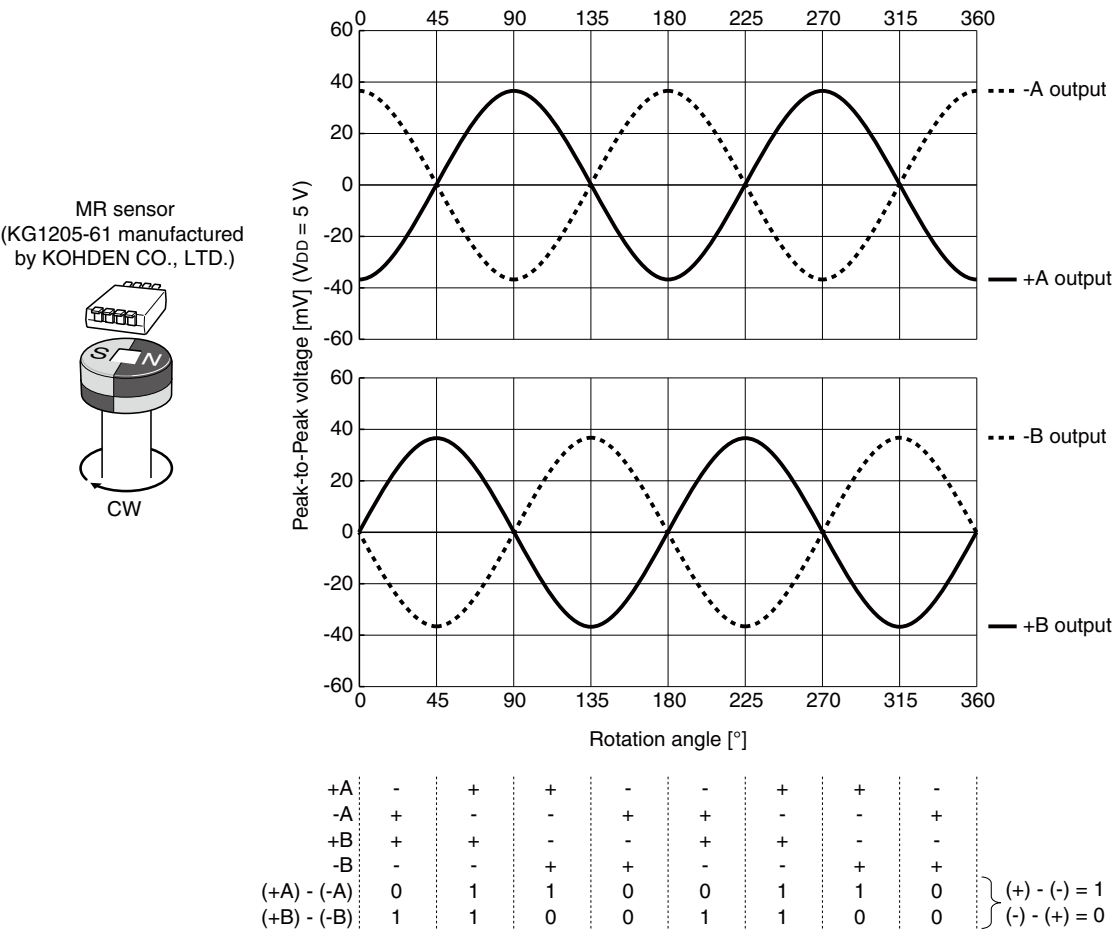 0 45 90 135 180 225 270 315 360
60
40
20
0
-20
-40
-60
-A output
+A output
MR sensor
(KG1205-61 manufactured
by KOHDEN CO., LTD.)
S N
CW
Peak-to-Peak voltage [mV] (VDD = 5 V)
60
40
20
0
-20
-40
-60
-B output
+B output
0 45 90 135 180 225 270 315 360
Rotation angle [°]
+A - + + - - + + -
-A + - - + + - - +
+B + + - - + + - -
-B - - + + - - + +
(+A) - (-A) 0 1 1 0 0 1 1 0 (+) - (-) = 1
(+B) - (-B) 1 1 0 0 1 1 0 0 (-) - (+) = 0